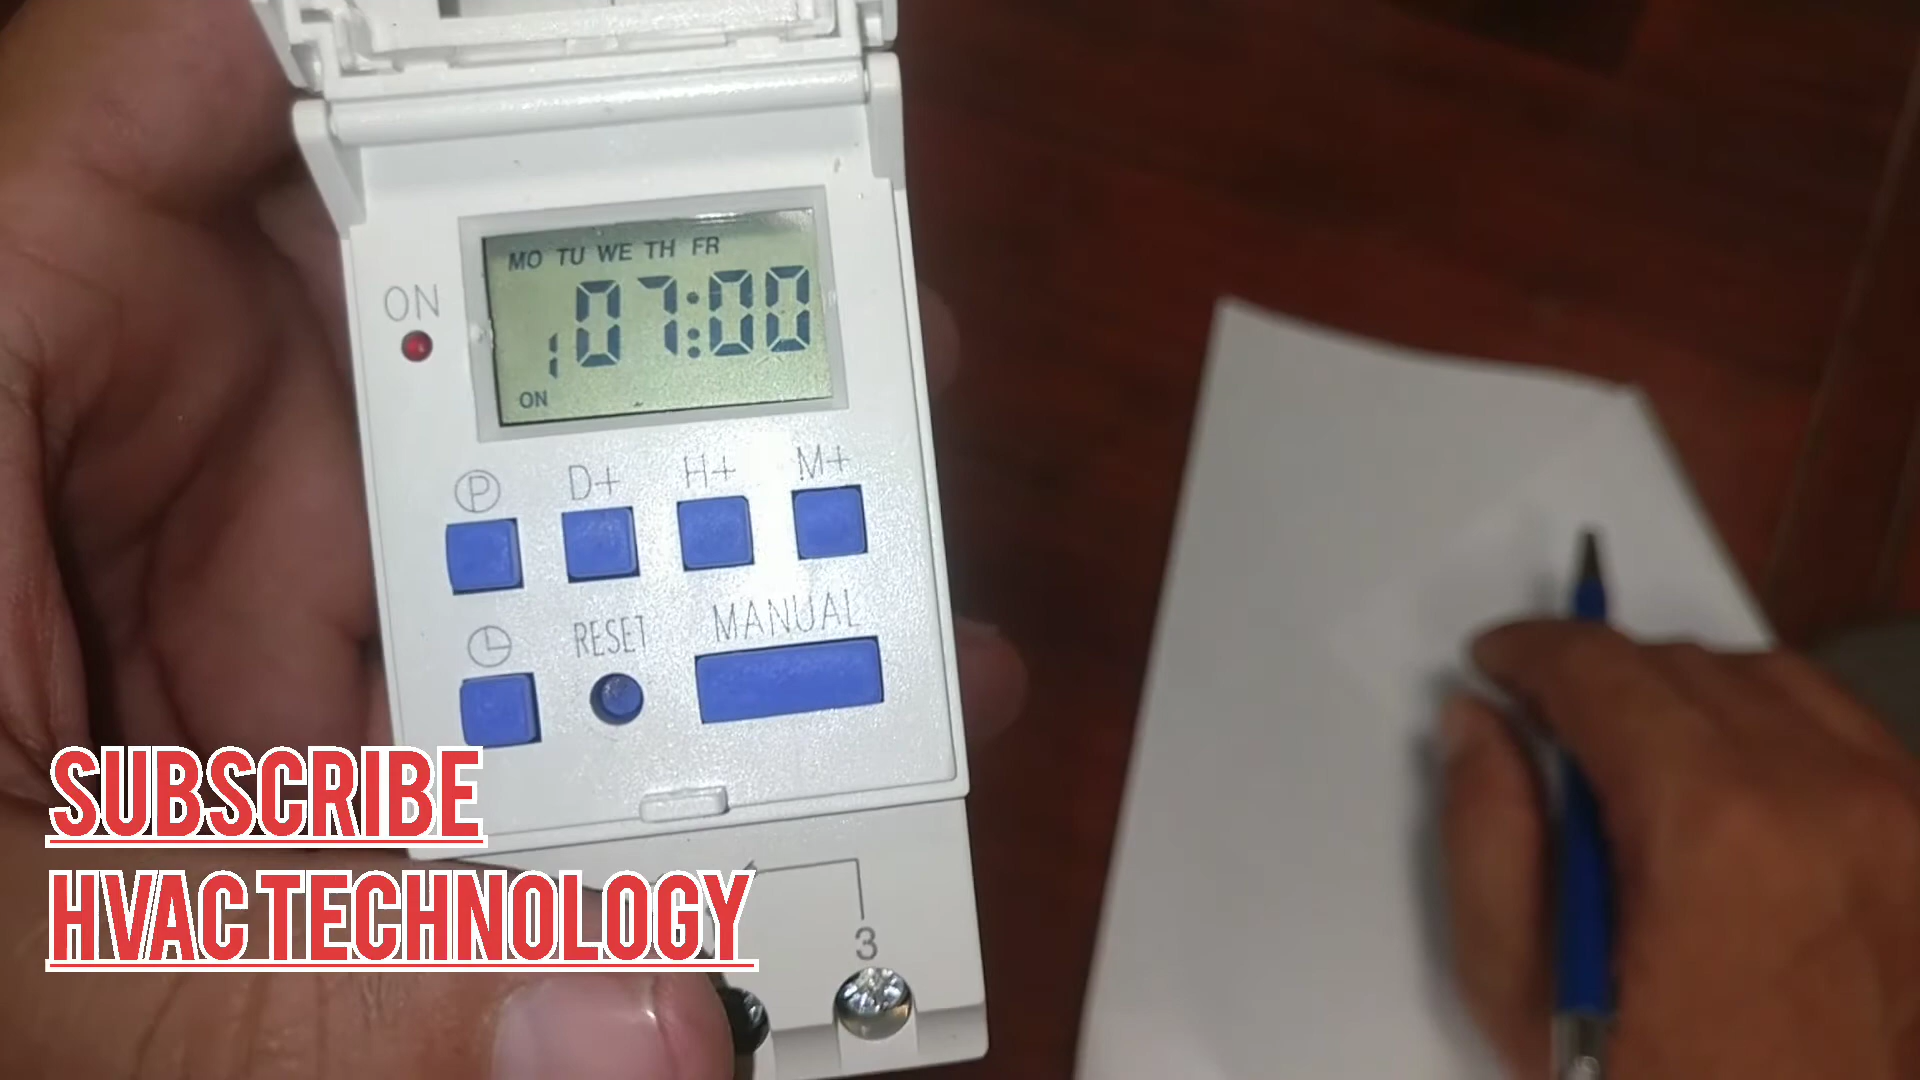 MO TU WE TH FR
ON
1 07:00
ON
P D+ H+ M+
RESET MANUAL
3
SUBSCRIBE
HVAC TECHNOLOGY